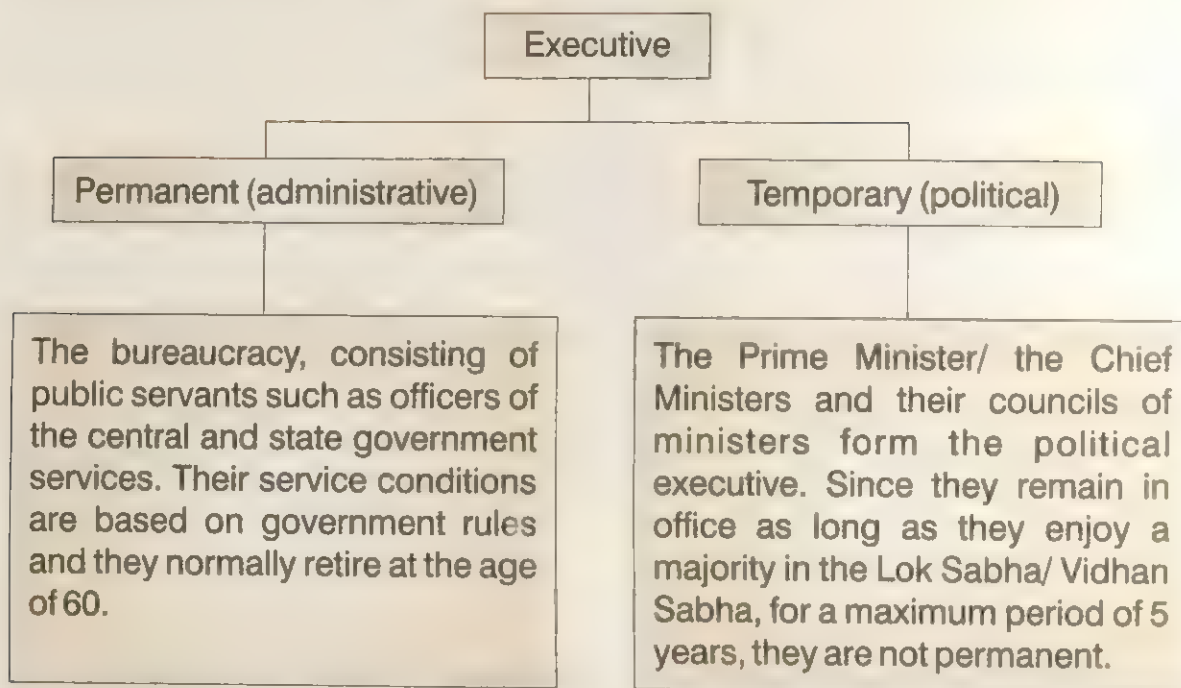 Executive
Permanent (administrative)
Temporary (political)
The bureaucracy, consisting of
public servants such as officers of
the central and state government
services. Their service conditions
are based on government rules
and they normally retire at the age
of 60.
The Prime Minister/ the Chief
Ministers and their councils of
ministers form the political
executive. Since they remain in
office as long as they enjoy a
majority in the Lok Sabha/ Vidhan
Sabha, for a maximum period of 5
years, they are not permanent.